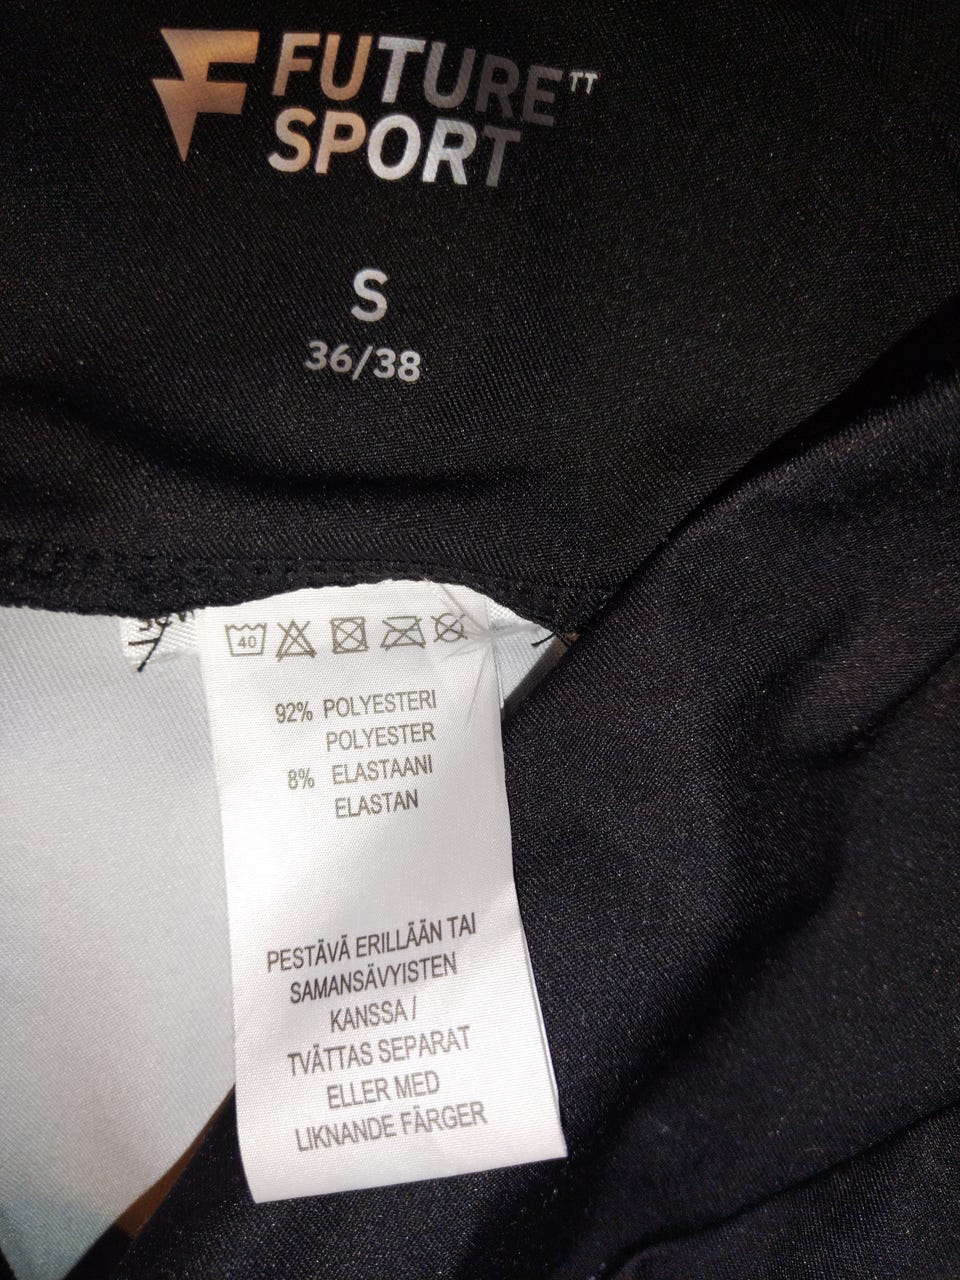 FUTURE TT
SPORT
S
36/38
40
92% POLYESTERI
POLYESTER
8% ELASTAANI
ELASTAN
PESTÄVÄ ERILLÄÄN TAI
SAMANSÄVYISTEN
KANSSA /
TVÄTTAS SEPARAT
ELLER MED
LIKNANDE FÄRGER